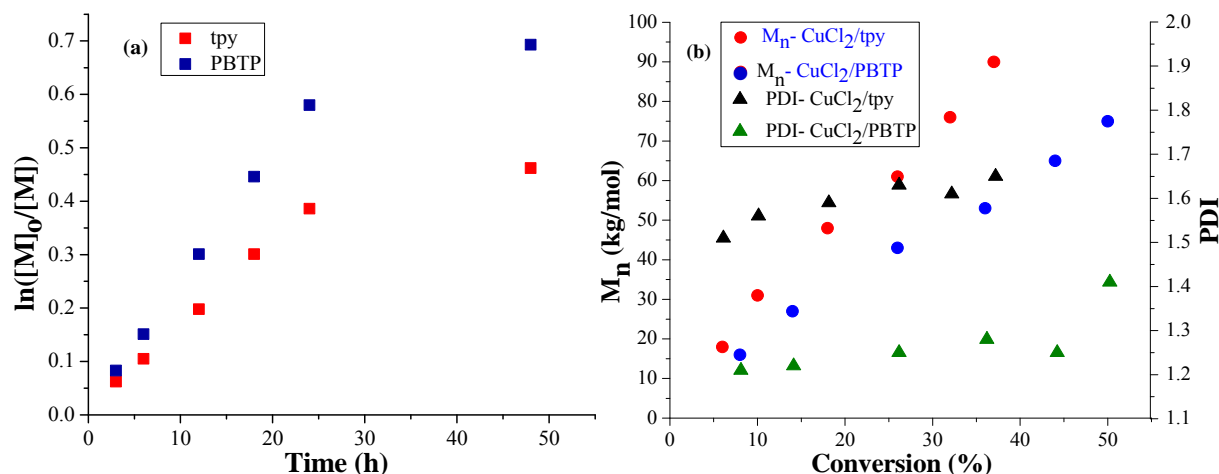 (a)
tpy
PBTP
0.7
0.6
0.5
0.4
0.3
0.2
0.1
0.0
ln([M]o/[M])
0 10 20 30 40 50
Time (h)
(b)
Mn- CuCl2/tpy
Mn- CuCl2/PBTP
PDI- CuCl2/tpy
PDI- CuCl2/PBTP
100
90
80
70
60
50
40
30
20
10
0
Mn (kg/mol)
2.0
1.9
1.8
1.7
1.6
1.5
1.4
1.3
1.2
1.1
PDI
0 10 20 30 40 50
Conversion (%)